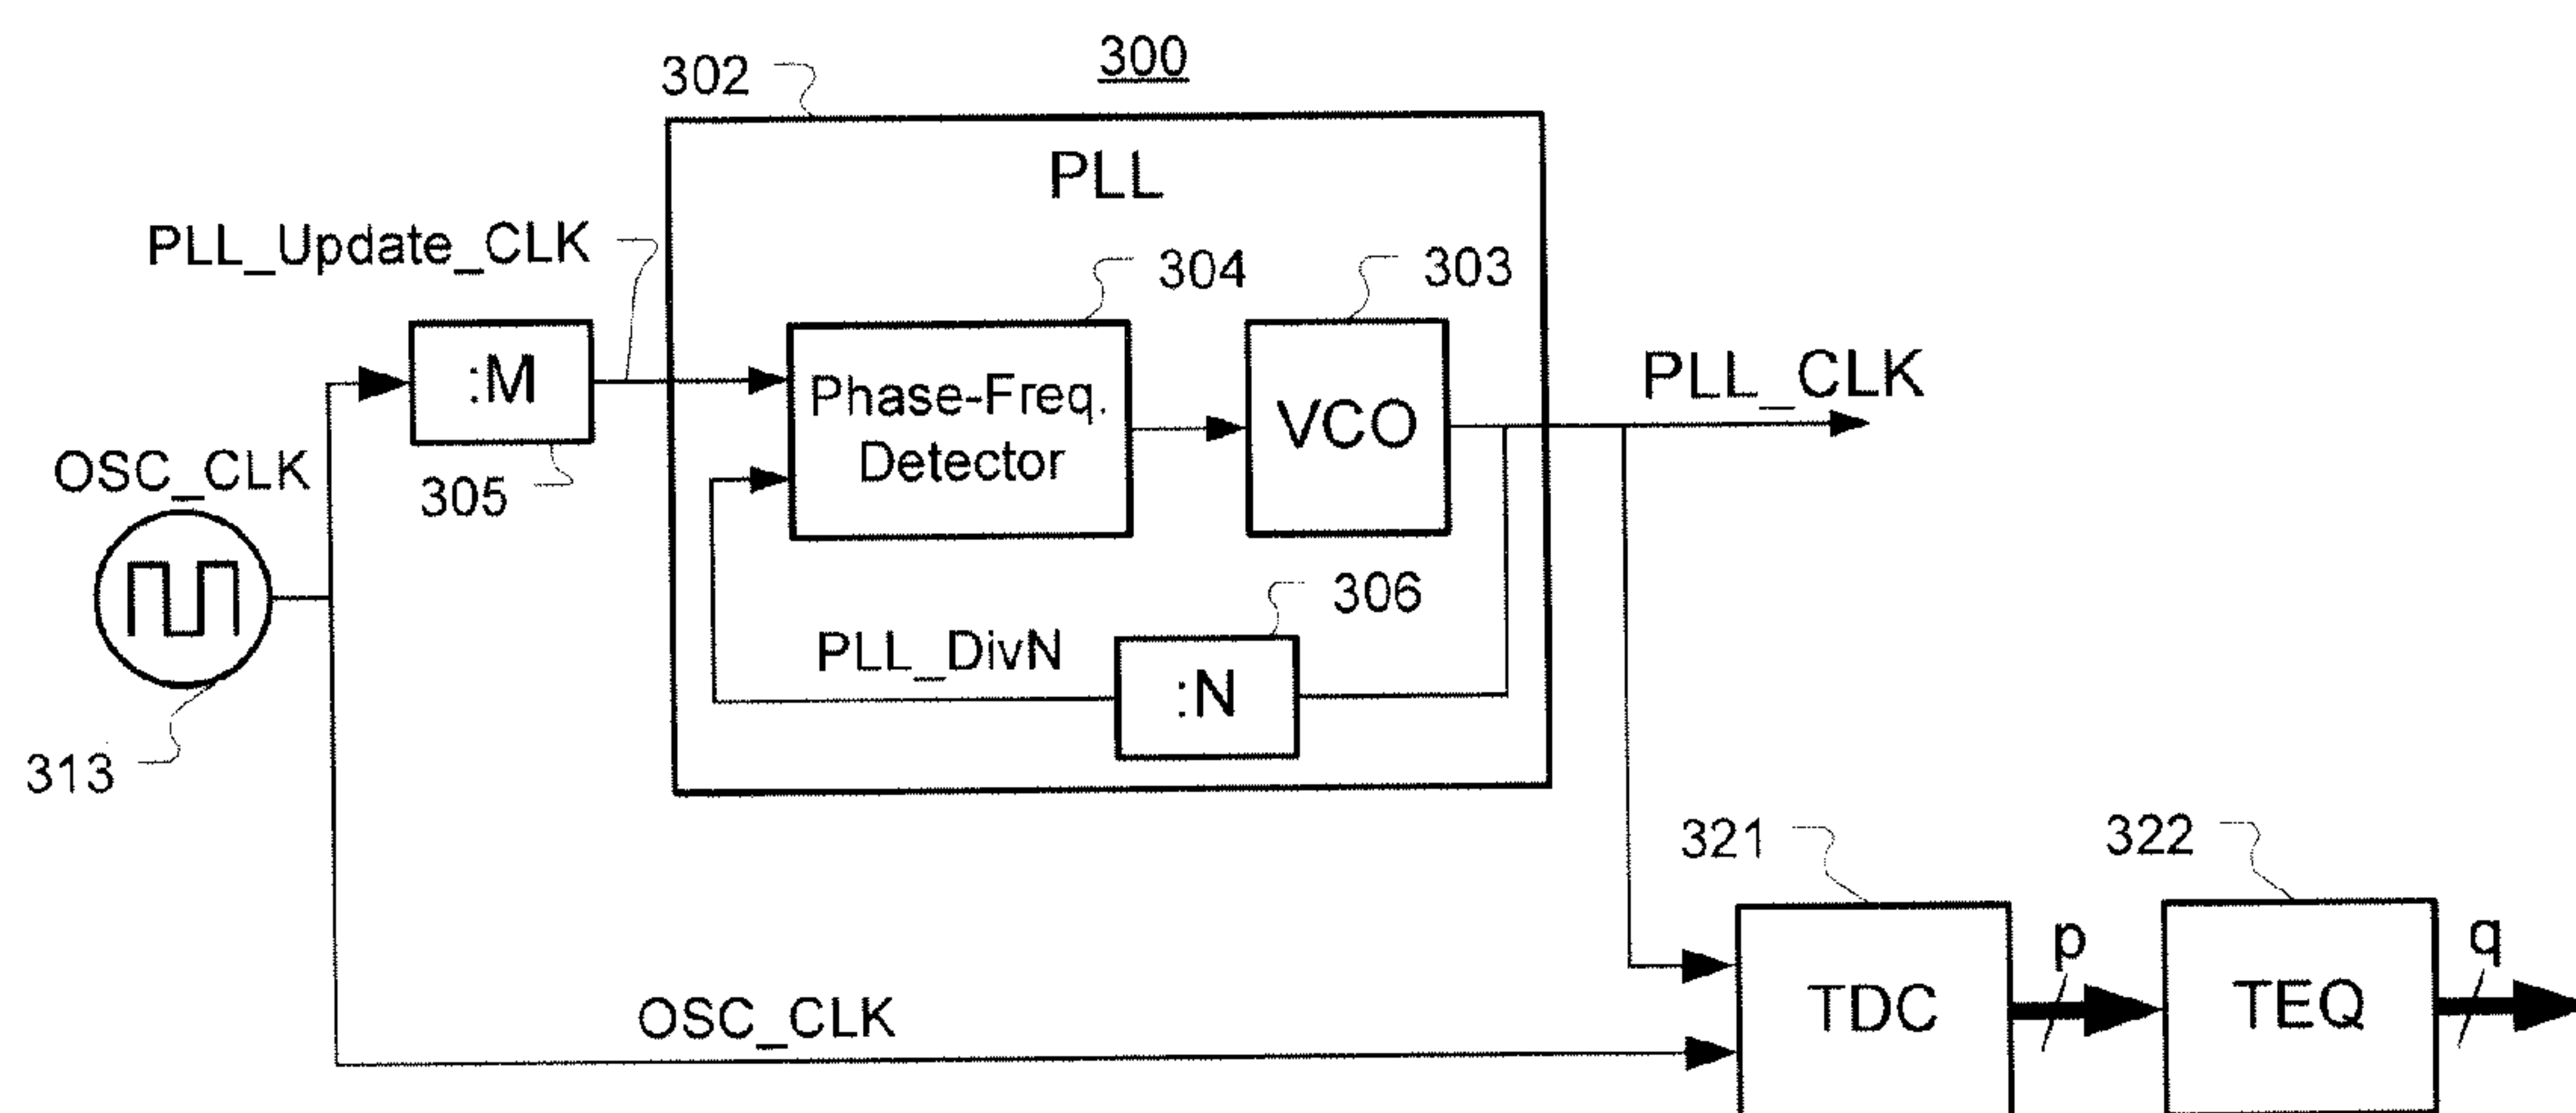 300
302
PLL
PLL_Update_CLK
304
303
:M
Phase-Freq.
Detector
VCO
PLL_CLK
OSC_CLK
305
306
PLL_DivN
:N
313
321
322
p
q
TDC
TEQ
OSC_CLK